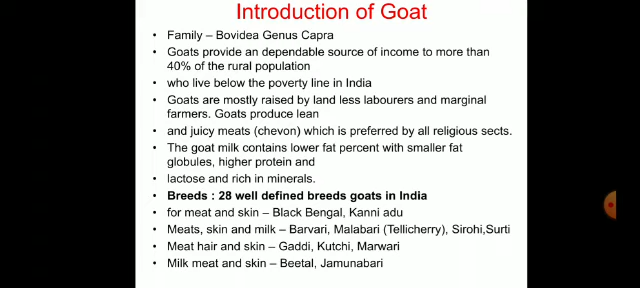 Introduction of Goat
• Family – Bovidea Genus Capra
• Goats provide an dependable source of income to more than
40% of the rural population
• who live below the poverty line in India
• Goats are mostly raised by land less labourers and marginal
farmers. Goats produce lean
• and juicy meats (chevon) which is preferred by all religious sects.
• The goat milk contains lower fat percent with smaller fat
globules, higher protein and
• lactose and rich in minerals.
• Breeds : 28 well defined breeds goats in India
• for meat and skin – Black Bengal, Kanni adu
• Meats, skin and milk – Barvari, Malabari (Tellicherry), Sirohi,Surti
• Meat hair and skin – Gaddi, Kutchi, Marwari
• Milk meat and skin – Beetal, Jamunabari